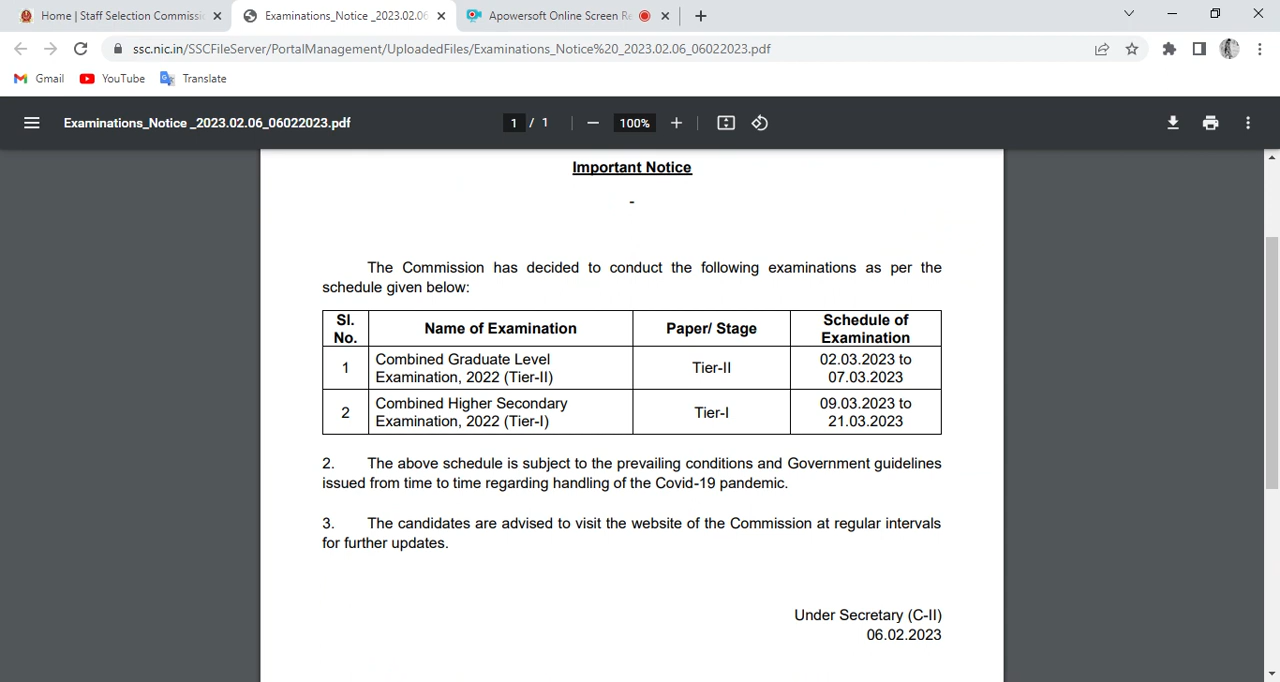 Home | Staff Selection Commissi
Examinations_Notice _2023.02.06
Apowersoft Online Screen Re
ssc.nic.in/SSCFileServer/PortalManagement/UploadedFiles/Examinations_Notice%20_2023.02.06_06022023.pdf
Gmail YouTube Translate
Examinations_Notice _2023.02.06_06022023.pdf
1 / 1
100%
Important Notice
-
The Commission has decided to conduct the following examinations as per the
schedule given below:
Sl. No. Name of Examination Paper/ Stage Schedule of Examination
1 Combined Graduate Level Examination, 2022 (Tier-II) Tier-II 02.03.2023 to 07.03.2023
2 Combined Higher Secondary Examination, 2022 (Tier-I) Tier-I 09.03.2023 to 21.03.2023
2. The above schedule is subject to the prevailing conditions and Government guidelines
issued from time to time regarding handling of the Covid-19 pandemic.
3. The candidates are advised to visit the website of the Commission at regular intervals
for further updates.
Under Secretary (C-II)
06.02.2023